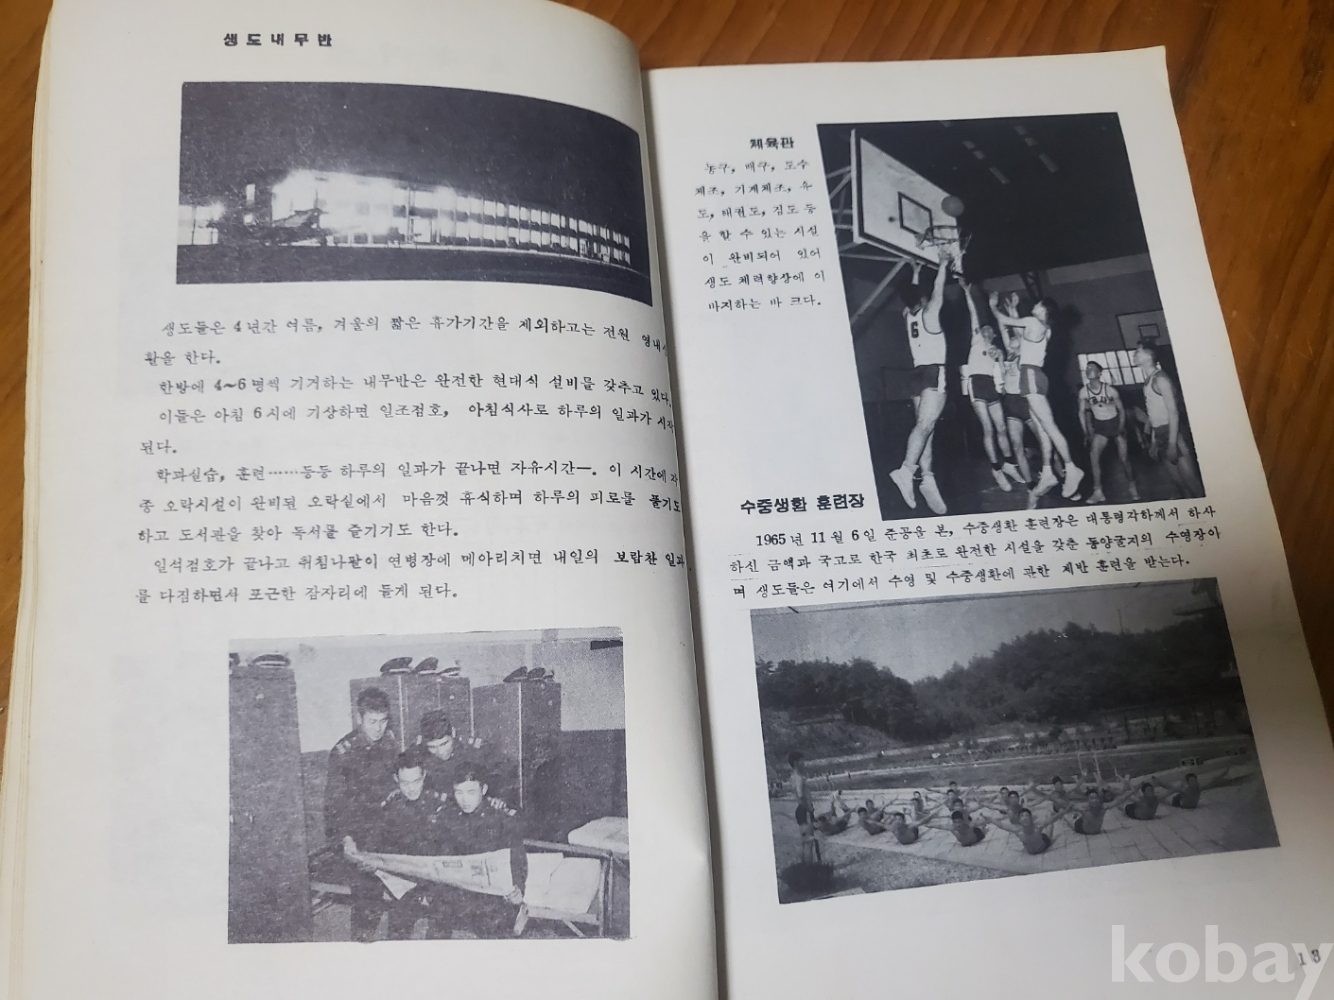 생도내무반
생도들은 4년간 여름, 겨울의 짧은 휴가기간을 제외하고는 전원 영내
활을 한다.
한방에 4~6명씩 기거하는 내무반은 완전한 현대식 설비를 갖추고 있다.
이들은 아침 6시에 기상하면 일조점호, 아침식사로 하루의 일과가 시작
된다.
학과실습, 훈련……등등 하루의 일과가 끝나면 자유시간—. 이 시간에 각
종 오락시설이 완비된 오락실에서 마음껏 휴식하며 하루의 피로를 풀기도
하고 도서관을 찾아 독서를 즐기기도 한다.
일석점호가 끝나고 취침나팔이 연병장에 메아리치면 내일의 보람찬 일과
를 다짐하면서 포근한 잠자리에 들게 된다.
체육관
농구, 배구, 도수
체조, 기계체조, 유
도, 태권도, 검도 등
을 할 수 있는 시설
이 완비되어 있어
생도 체력향상에 이
바지하는 바 크다.
6
수중생환 훈련장
1965년 11월 6일 준공을 본, 수중생환 훈련장은 대통령각하께서 하사
하신 금액과 국고로 한국 최초로 완전한 시설을 갖춘 동양굴지의 수영장이
며 생도들은 여기에서 수영 및 수중생환에 관한 제반 훈련을 받는다.
13
kobay